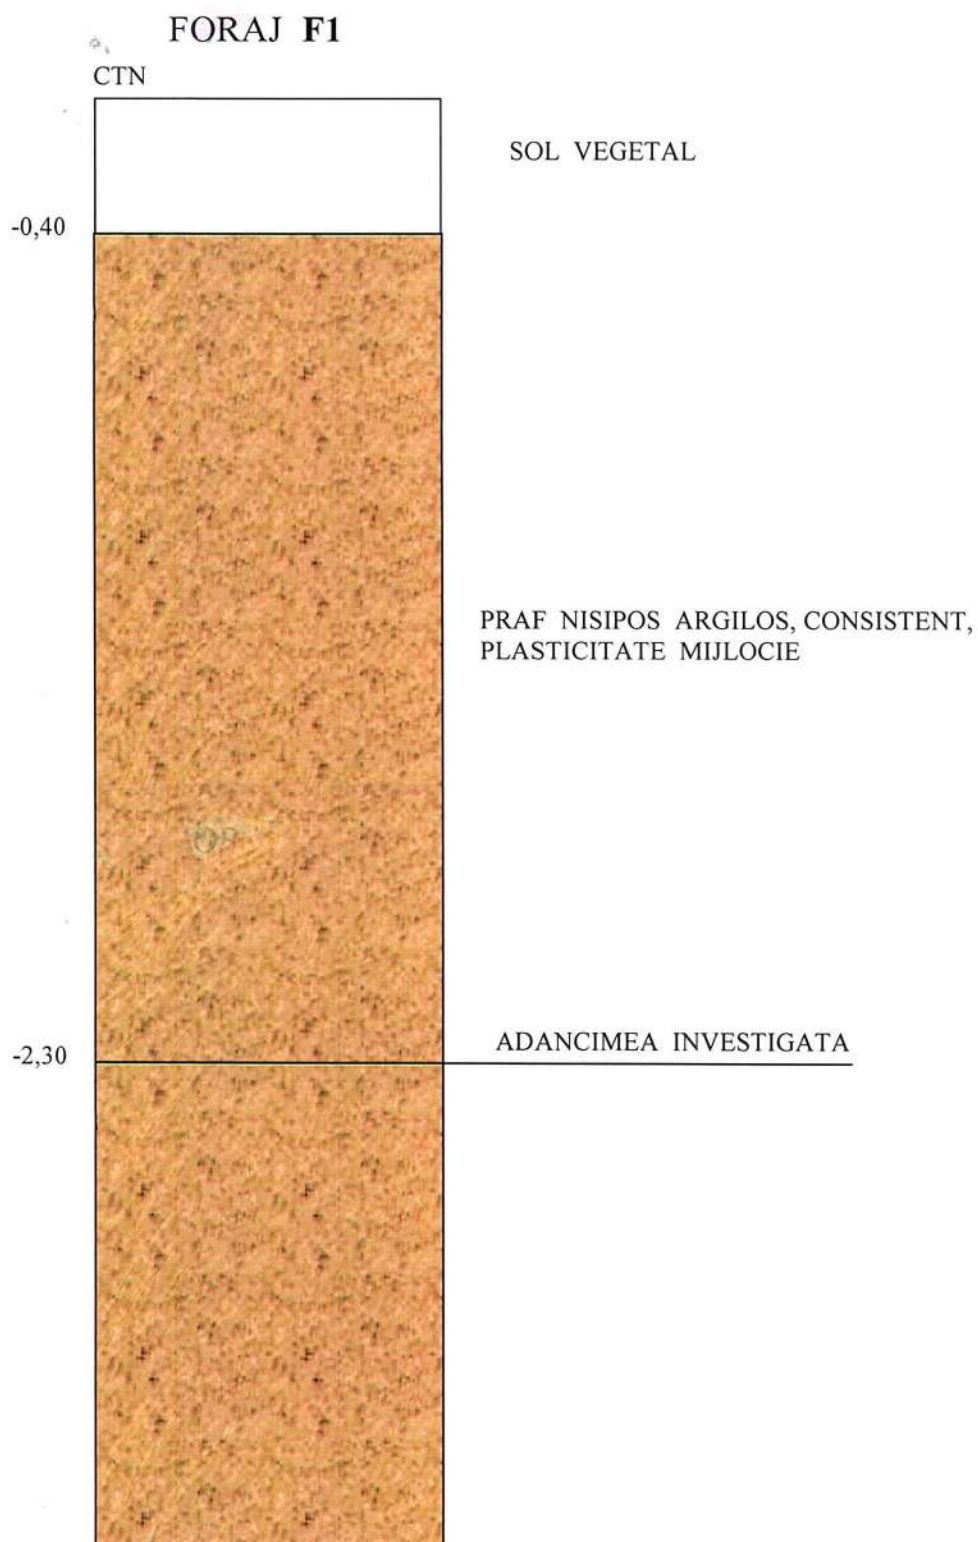 FORAJ F1
CTN
SOL VEGETAL
-0,40
PRAF NISIPOS ARGILOS, CONSISTENT,
PLASTICITATE MIJLOCIE
-2,30
ADANCIMEA INVESTIGATA